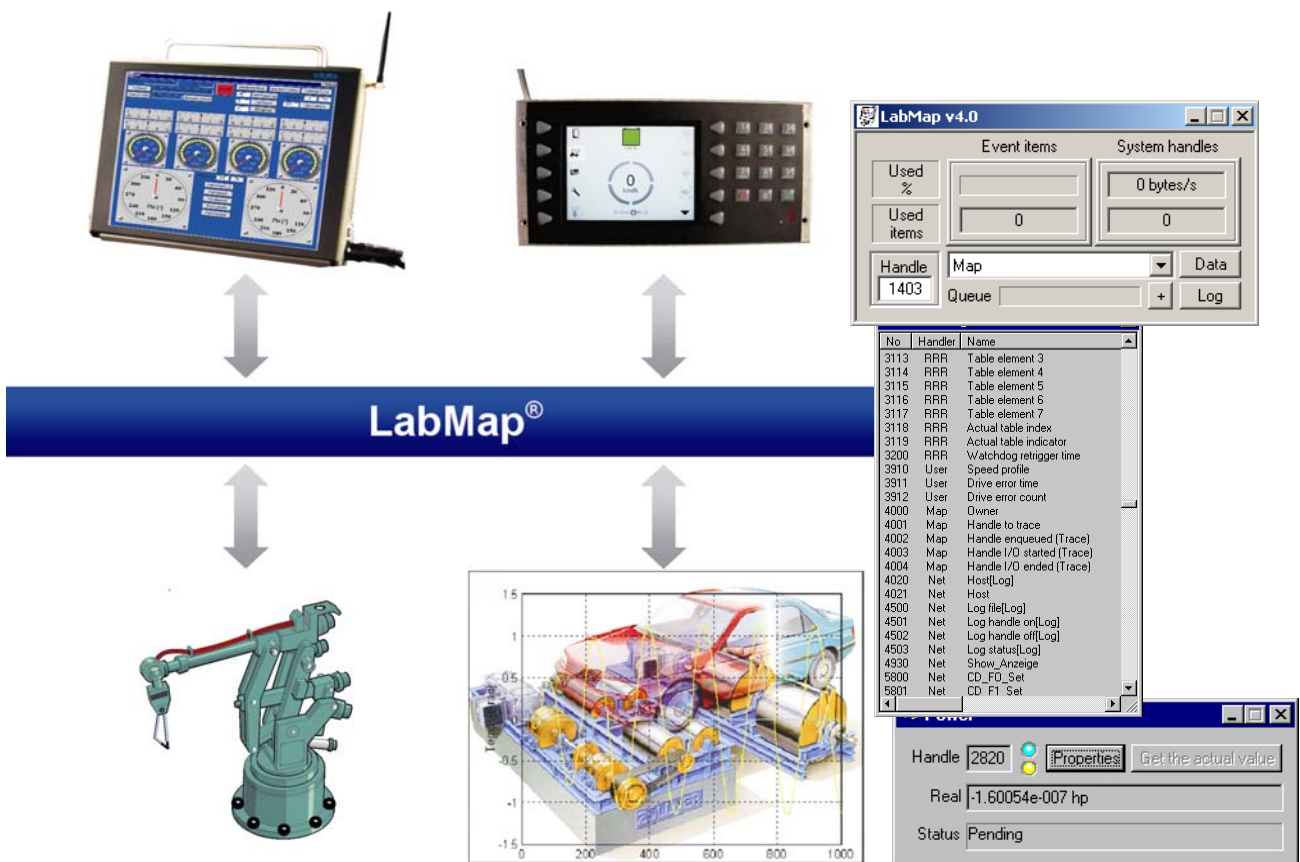 LabMap v4.0
Event items
System handles
Used
%
0 bytes/s
Used
items
0
0
Handle
Map
Data
1403
Queue
+
Log
0
km/h
LabMap®
No Handler Name
3113 RRR Table element 3
3114 RRR Table element 4
3115 RRR Table element 5
3116 RRR Table element 6
3117 RRR Table element 7
3118 RRR Actual table index
3119 RRR Actual table indicator
3200 RRR Watchdog retrigger time
3910 User Speed profile
3911 User Drive error time
3912 User Drive error count
4000 Map Owner
4001 Map Handle to trace
4002 Map Handle enqueued (Trace)
4003 Map Handle I/O started (Trace)
4004 Map Handle I/O ended (Trace)
4020 Net Host[Log]
4021 Net Host
4500 Net Log file[Log]
4501 Net Log handle on[Log]
4502 Net Log handle off[Log]
4503 Net Log status[Log]
4930 Net Show_Anzeige
5800 Net CD_F0_Set
5801 Net CD_F1_Set
1.5
1
0.5
0
-0.5
-1
-1.5
0 200 400 600 800 1000
ZÖLLNER
Power
Handle 2820 Properties Get the actual value
Real -1.60054e-007 hp
Status Pending